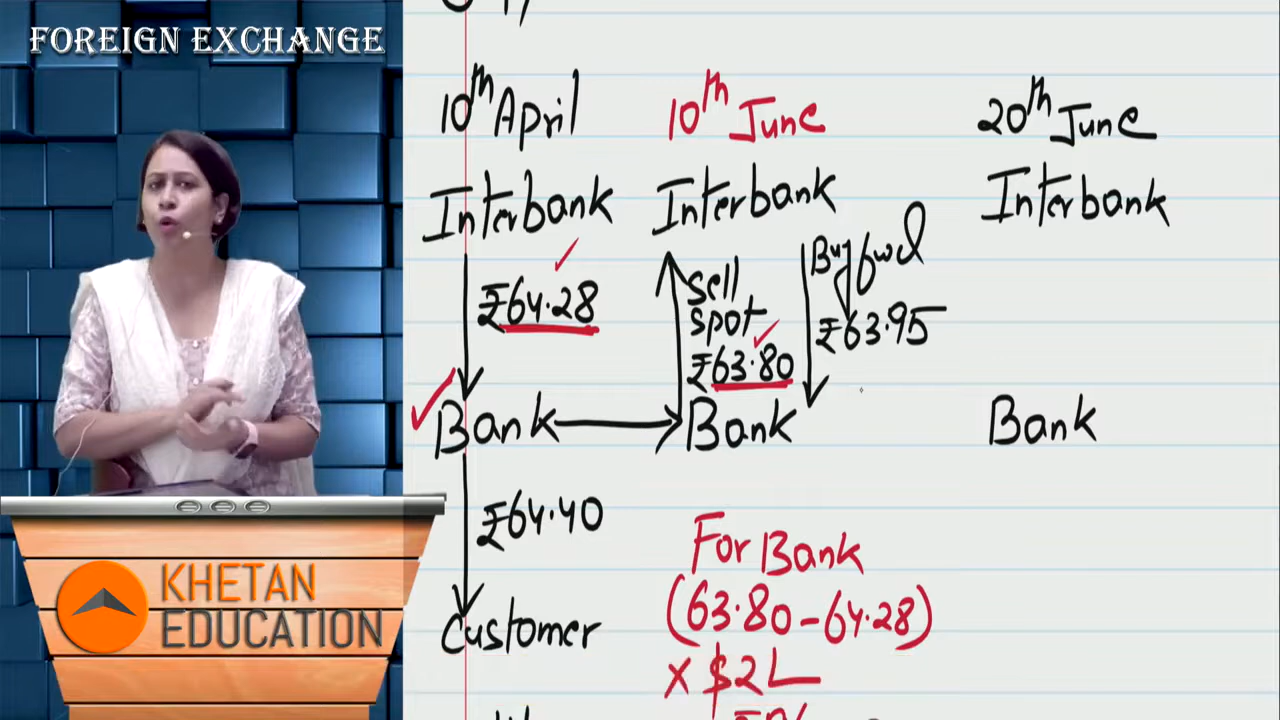 FOREIGN EXCHANGE
10th April
10th June
20th June
Interbank
Interbank
Interbank
₹64.28
sell
spot
₹63.80
Buy fwd
₹63.95
Bank
Bank
Bank
₹64.40
Customer
For Bank
(63.80-64.28)
x $2L
KHETAN
EDUCATION